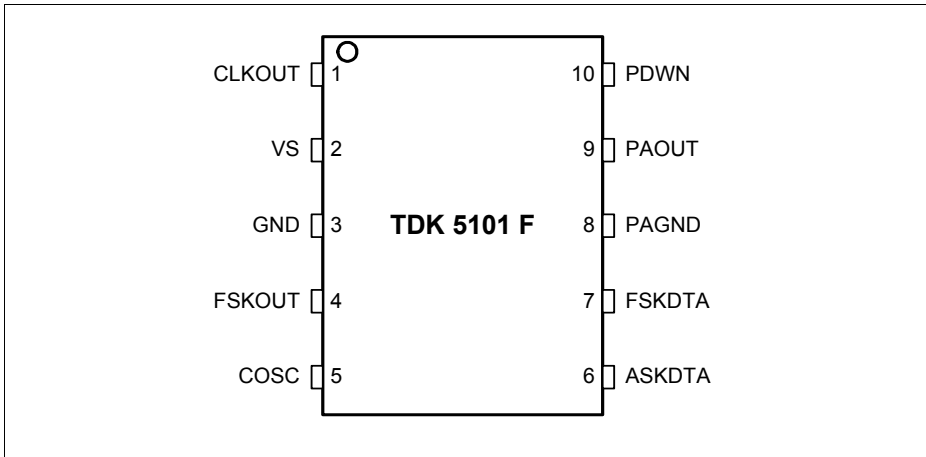 CLKOUT 1 10 PDWN
VS 2 9 PAOUT
GND 3 TDK 5101 F 8 PAGND
FSKOUT 4 7 FSKDTA
COSC 5 6 ASKDTA